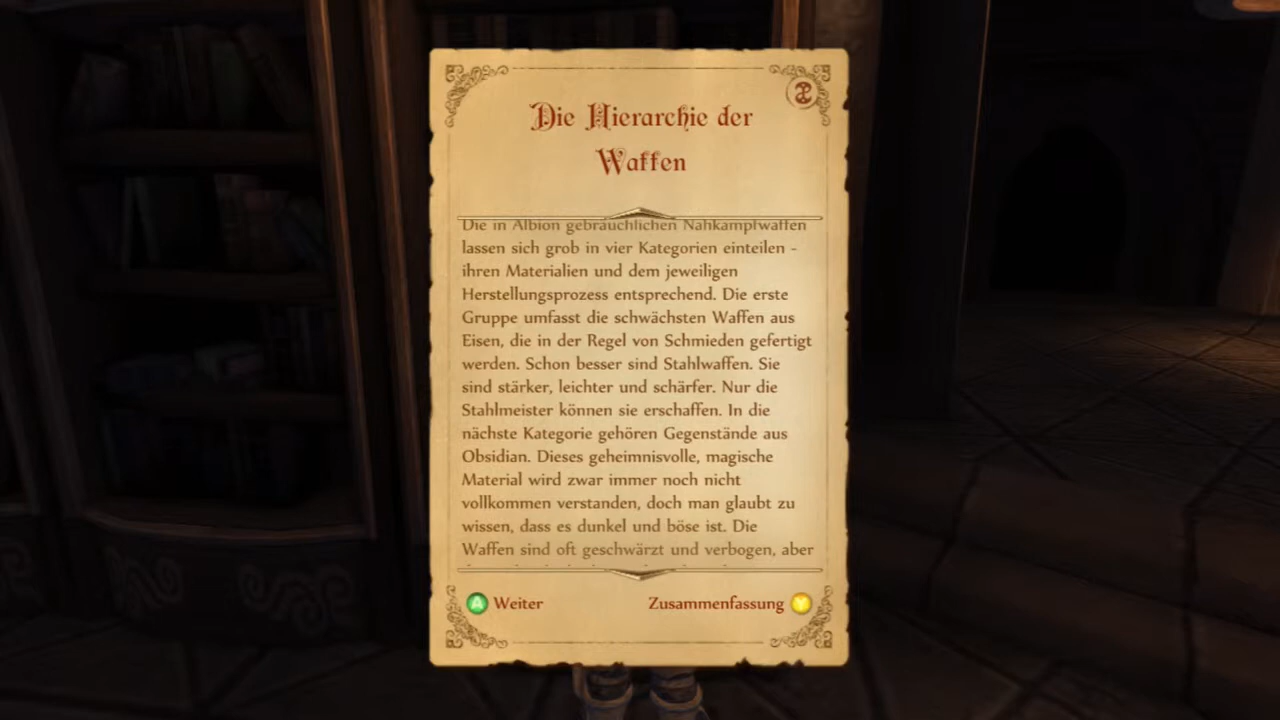 Die Hierarchie der
Waffen
Die in Albion gebräuchlichen Nahkampfwaffen
lassen sich grob in vier Kategorien einteilen -
ihren Materialien und dem jeweiligen
Herstellungsprozess entsprechend. Die erste
Gruppe umfasst die schwächsten Waffen aus
Eisen, die in der Regel von Schmieden gefertigt
werden. Schon besser sind Stahlwaffen. Sie
sind stärker, leichter und schärfer. Nur die
Stahlmeister können sie erschaffen. In die
nächste Kategorie gehören Gegenstände aus
Obsidian. Dieses geheimnisvolle, magische
Material wird zwar immer noch nicht
vollkommen verstanden, doch man glaubt zu
wissen, dass es dunkel und böse ist. Die
Waffen sind oft geschwärzt und verbogen, aber
A Weiter
Zusammenfassung Y